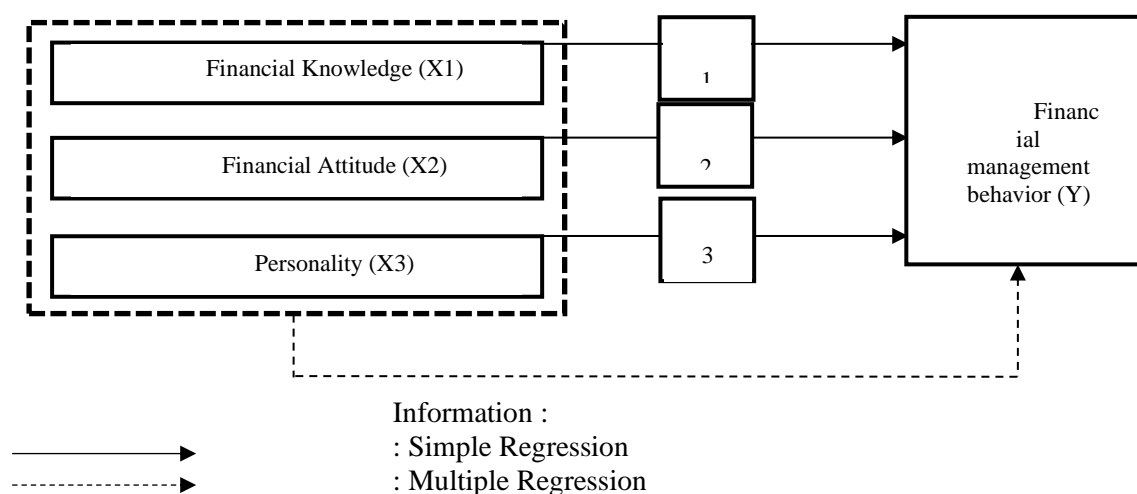 Financial Knowledge (X1)
1
Financial Attitude (X2)
2
Personality (X3)
3
Financ
ial
management
behavior (Y)
Information :
: Simple Regression
: Multiple Regression